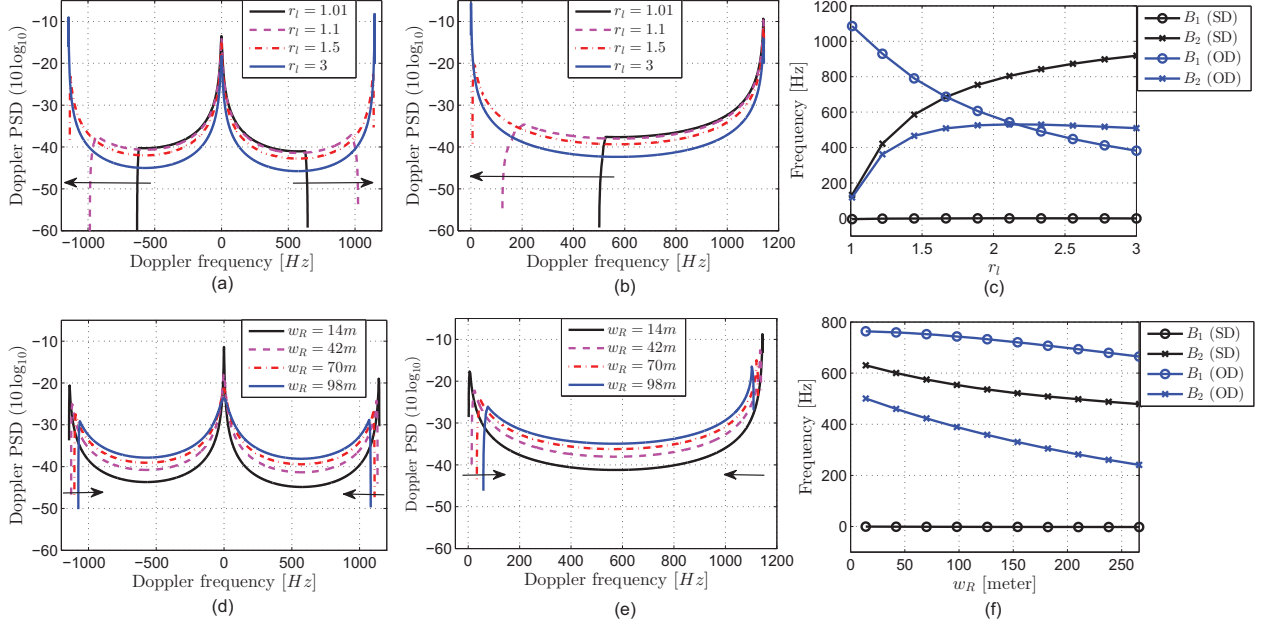 Doppler PSD (10 log₁₀)
−10
−20
−30
−40
−50
−60
−1000 −500 0 500 1000
Doppler frequency [Hz]
(a)
r_l = 1.01
r_l = 1.1
r_l = 1.5
r_l = 3
Doppler PSD (10 log₁₀)
−10
−20
−30
−40
−50
−60
0 200 400 600 800 1000 1200
Doppler frequency [Hz]
(b)
r_l = 1.01
r_l = 1.1
r_l = 1.5
r_l = 3
Frequency [Hz]
1200
1000
800
600
400
200
0
1 1.5 2 2.5 3
r_l
(c)
B₁ (SD)
B₂ (SD)
B₁ (OD)
B₂ (OD)
Doppler PSD (10 log₁₀)
−10
−20
−30
−40
−50
−60
−1000 −500 0 500 1000
Doppler frequency [Hz]
(d)
w_R = 14m
w_R = 42m
w_R = 70m
w_R = 98m
Doppler PSD (10 log₁₀)
−10
−20
−30
−40
−50
−60
0 200 400 600 800 1000 1200
Doppler frequency [Hz]
(e)
w_R = 14m
w_R = 42m
w_R = 70m
w_R = 98m
Frequency [Hz]
800
600
400
200
0
0 50 100 150 200 250
w_R [meter]
(f)
B₁ (SD)
B₂ (SD)
B₁ (OD)
B₂ (OD)